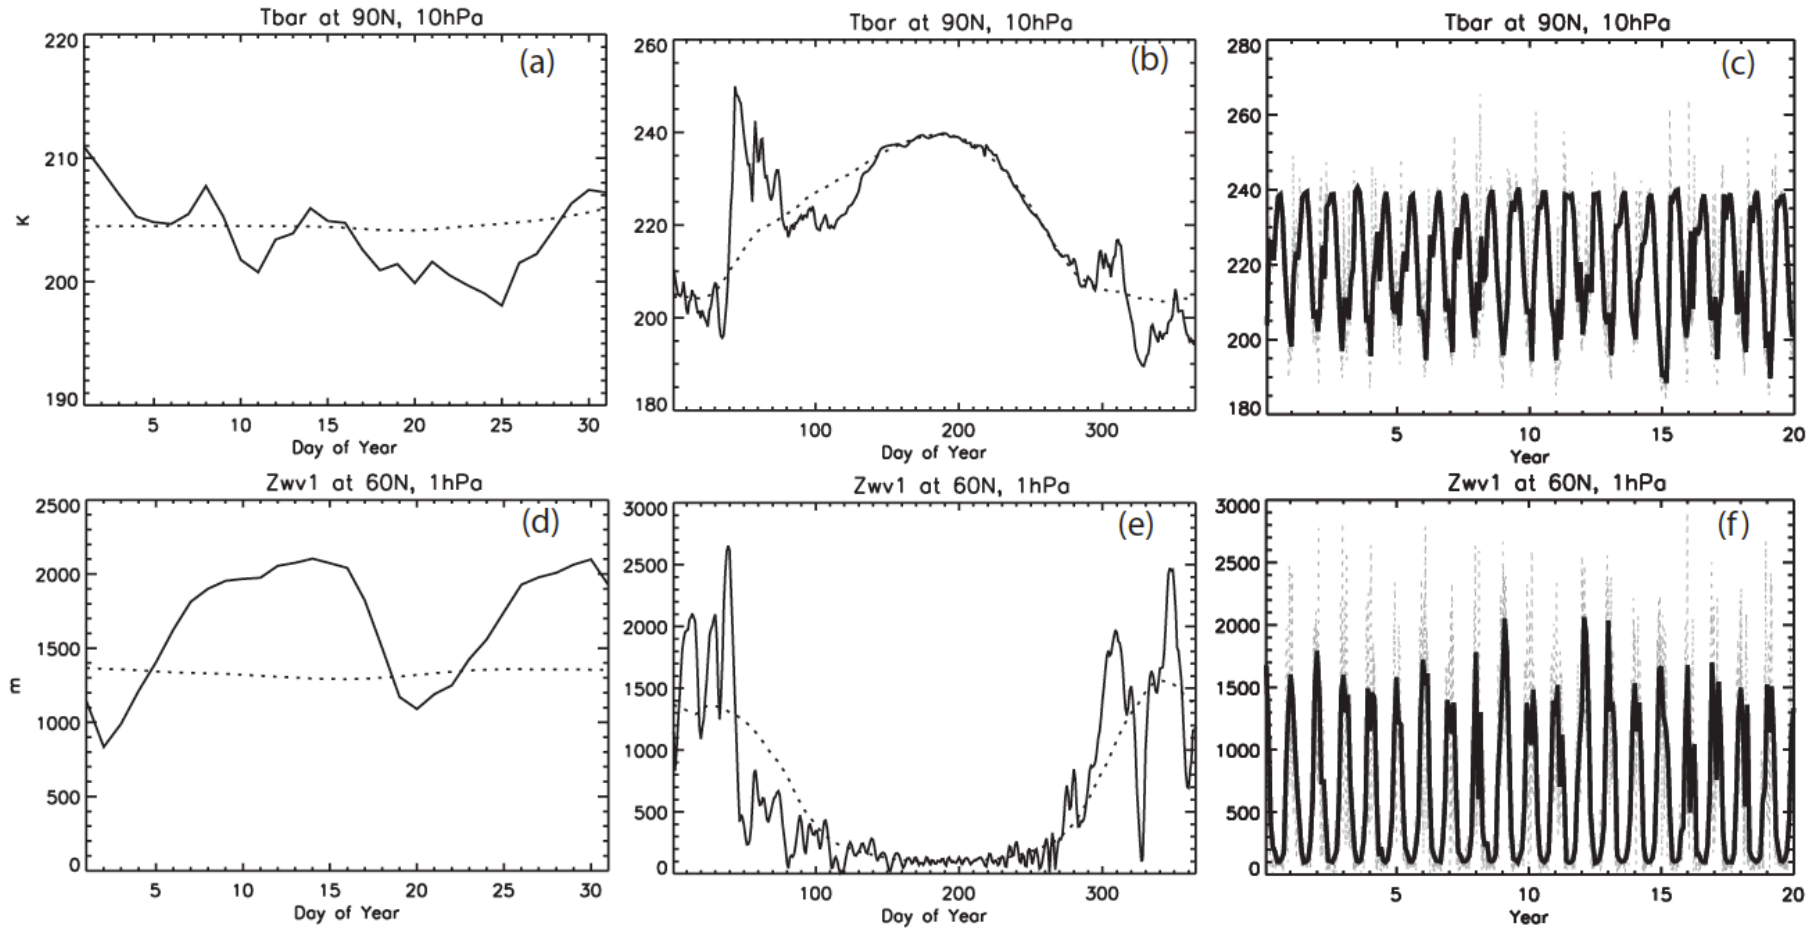 Tbar at 90N, 10hPa
(a)
220
210
200
190
K
5 10 15 20 25 30
Day of Year
Tbar at 90N, 10hPa
(b)
260
240
220
200
180
100 200 300
Day of Year
Tbar at 90N, 10hPa
(c)
280
260
240
220
200
180
5 10 15 20
Year
Zwv1 at 60N, 1hPa
(d)
2500
2000
1500
1000
500
0
m
5 10 15 20 25 30
Day of Year
Zwv1 at 60N, 1hPa
(e)
3000
2500
2000
1500
1000
500
0
100 200 300
Day of Year
Zwv1 at 60N, 1hPa
(f)
3000
2500
2000
1500
1000
500
0
5 10 15 20
Year